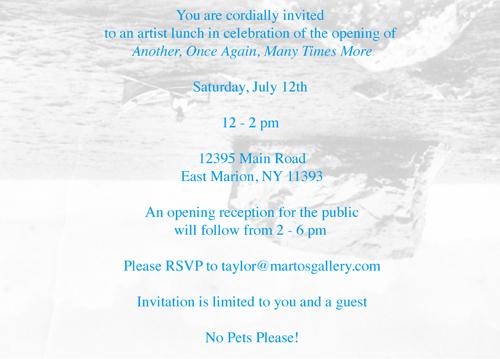 You are cordially invited
to an artist lunch in celebration of the opening of
Another, Once Again, Many Times More
Saturday, July 12th
12 - 2 pm
12395 Main Road
East Marion, NY 11393
An opening reception for the public
will follow from 2 - 6 pm
Please RSVP to taylor@martosgallery.com
Invitation is limited to you and a guest
No Pets Please!